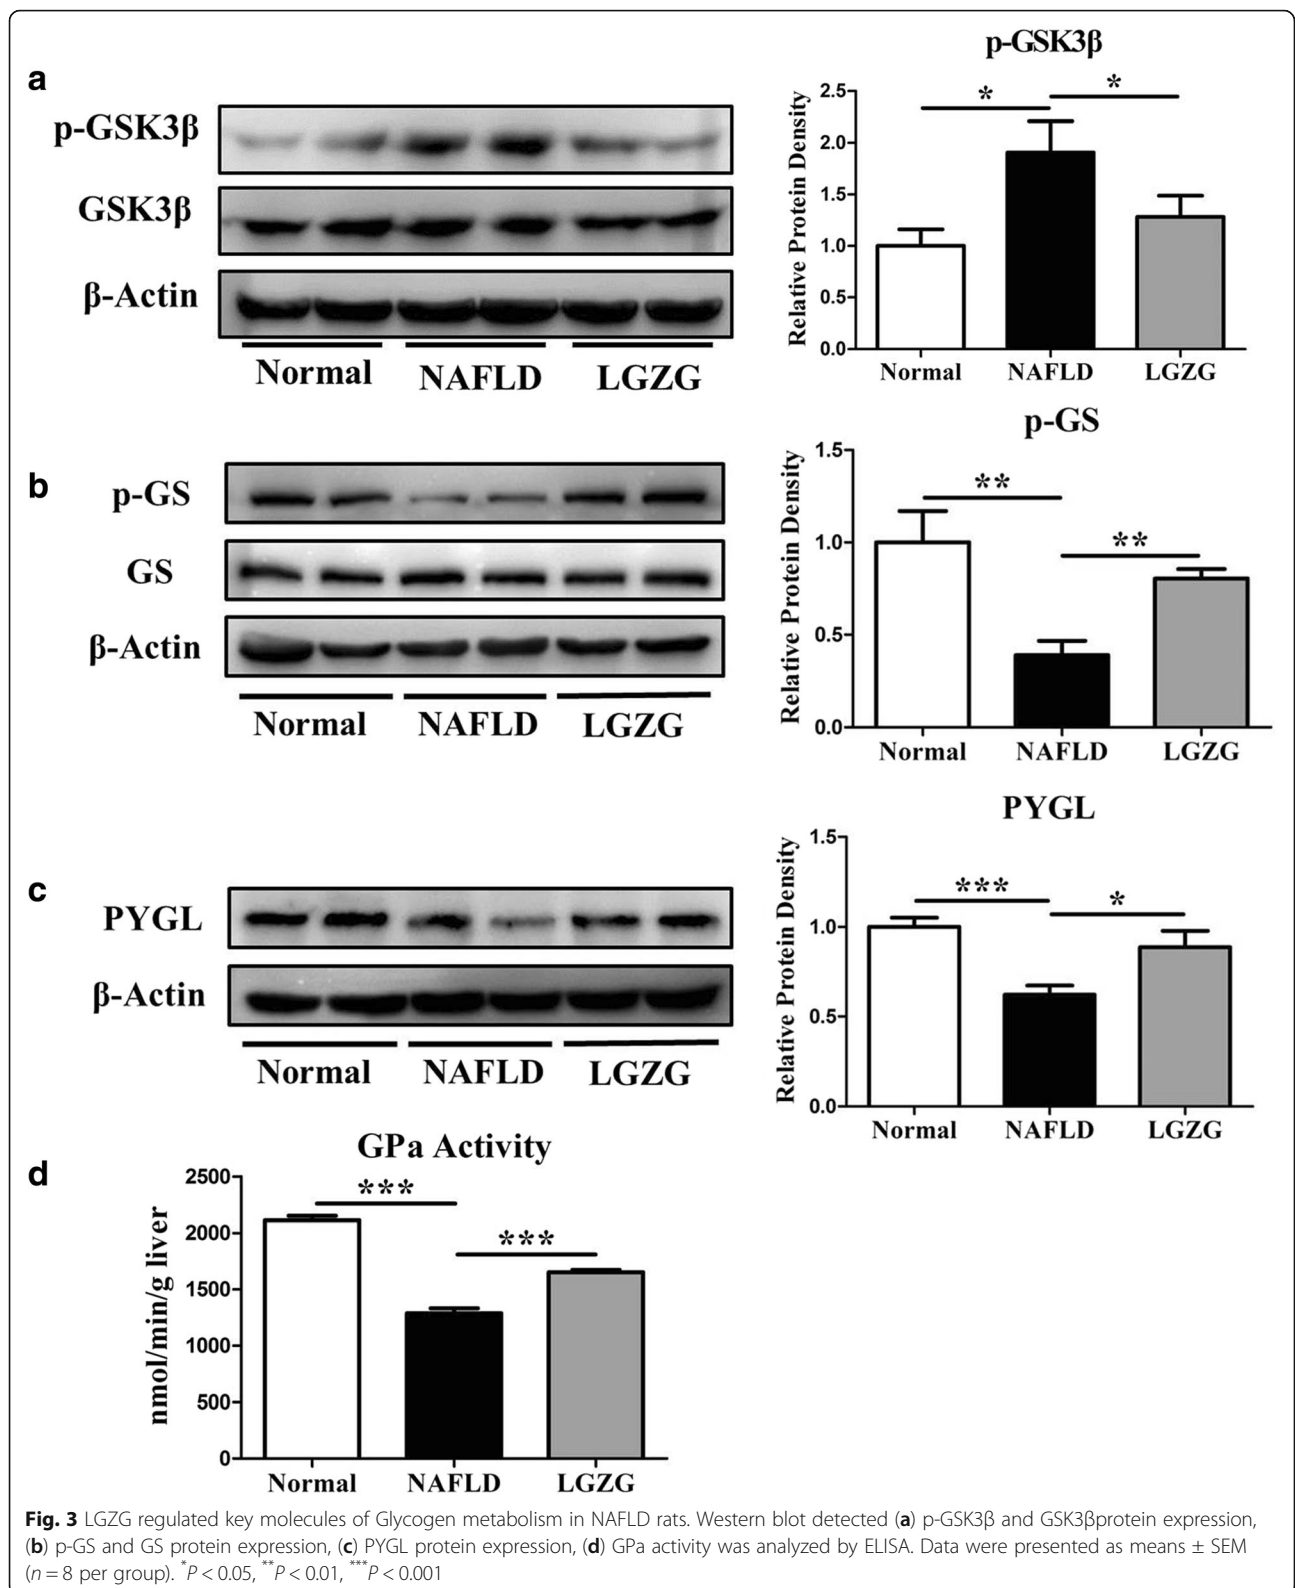 a
p-GSK3β
GSK3β
β-Actin
Normal NAFLD LGZG
p-GSK3β
* *
Relative Protein Density
2.5
2.0
1.5
1.0
0.5
0.0
Normal NAFLD LGZG
b
p-GS
GS
β-Actin
Normal NAFLD LGZG
p-GS
** **
Relative Protein Density
1.5
1.0
0.5
0.0
Normal NAFLD LGZG
c
PYGL
β-Actin
Normal NAFLD LGZG
PYGL
*** *
Relative Protein Density
1.5
1.0
0.5
0.0
Normal NAFLD LGZG
d
GPa Activity
*** ***
nmol/min/g liver
2500
2000
1500
1000
500
0
Normal NAFLD LGZG
Fig. 3 LGZG regulated key molecules of Glycogen metabolism in NAFLD rats. Western blot detected (a) p-GSK3β and GSK3βprotein expression,
(b) p-GS and GS protein expression, (c) PYGL protein expression, (d) GPa activity was analyzed by ELISA. Data were presented as means ± SEM
(n = 8 per group). *P < 0.05, **P < 0.01, ***P < 0.001